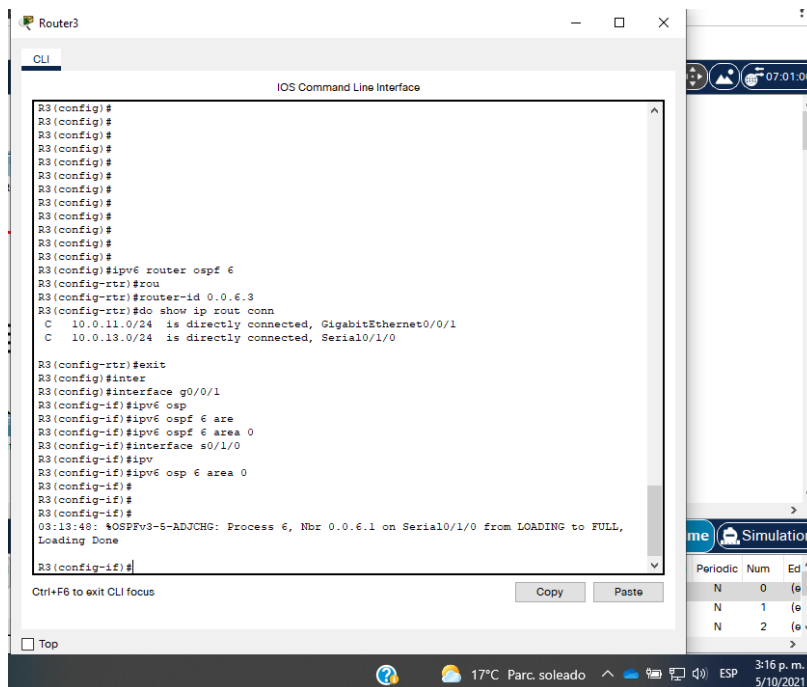 Router3
CLI
IOS Command Line Interface
R3(config)#
R3(config)#
R3(config)#
R3(config)#
R3(config)#
R3(config)#
R3(config)#
R3(config)#
R3(config)#
R3(config)#
R3(config)#
R3(config)#
R3(config)#ipv6 router ospf 6
R3(config-rtr)#rou
R3(config-rtr)#router-id 0.0.6.3
R3(config-rtr)#do show ip rout conn
C 10.0.11.0/24 is directly connected, GigabitEthernet0/0/1
C 10.0.13.0/24 is directly connected, Serial0/1/0
R3(config-rtr)#exit
R3(config)#inter
R3(config)#interface g0/0/1
R3(config-if)#ipv6 osp
R3(config-if)#ipv6 ospf 6 are
R3(config-if)#ipv6 ospf 6 area 0
R3(config-if)#interface s0/1/0
R3(config-if)#ipv
R3(config-if)#ipv6 osp 6 area 0
R3(config-if)#
R3(config-if)#
R3(config-if)#
03:13:48: %OSPFv3-5-ADJCHG: Process 6, Nbr 0.0.6.1 on Serial0/1/0 from LOADING to FULL,
Loading Done
R3(config-if)#
Ctrl+F6 to exit CLI focus
Copy
Paste
Top
07:01:0
me
Simulation
Periodic Num Ed
N 0 (e
N 1 (e
N 2 (e
17°C Parc. soleado
ESP
3:16 p. m.
5/10/2021